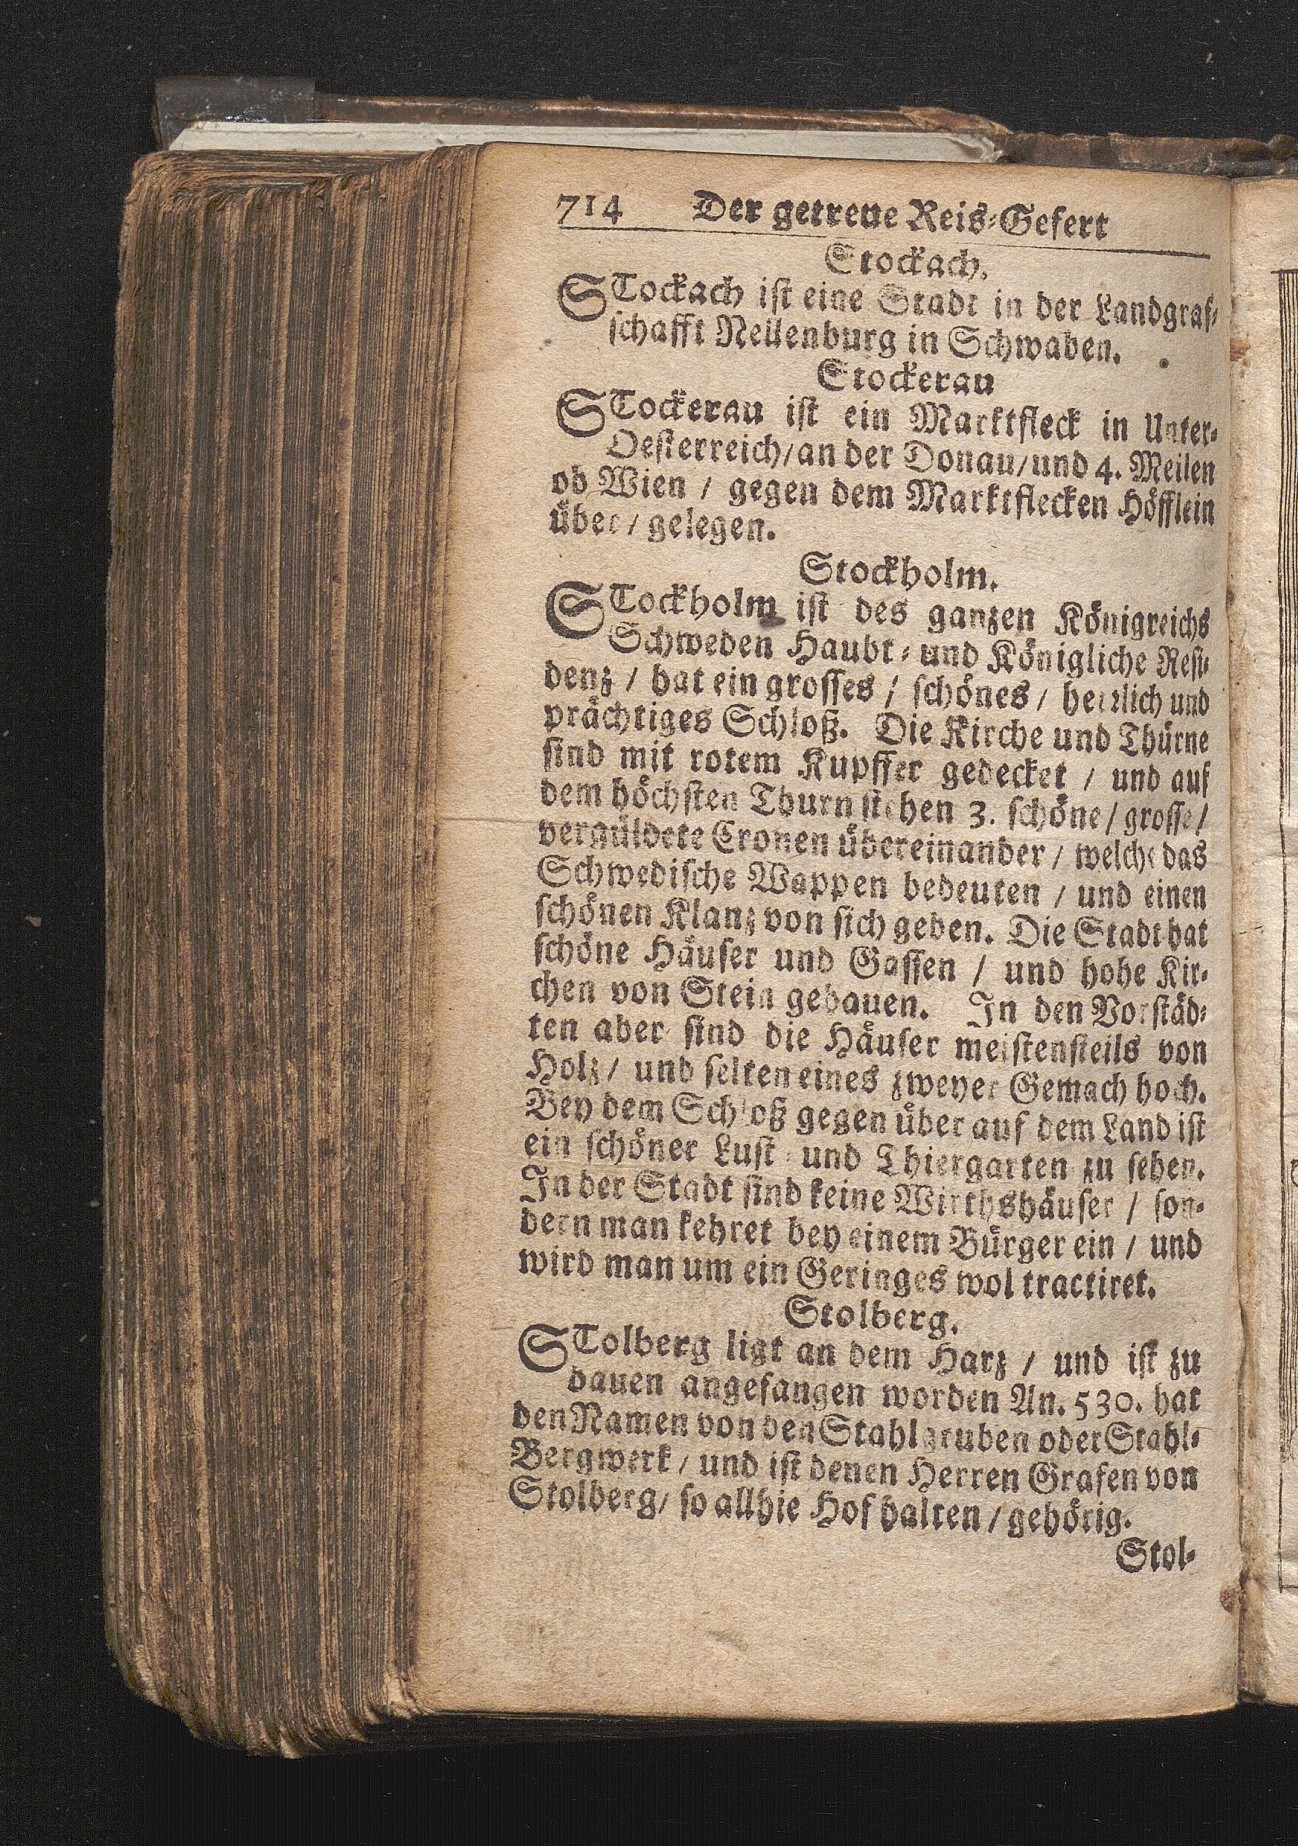 714 Der getreue Reis-Gefert
Stockach.
STockach ist eine Stadt in der Landgraf-
schafft Nellenburg in Schwaben.
Stockerau
STockerau ist ein Marktfleck in Unter-
Oesterreich/an der Donau/und 4. Meilen
ob Wien / gegen dem Marktflecken Höfflein
über / gelegen.
Stockholm.
STockholm ist des ganzen Königreichs
Schweden Haubt- und Königliche Resi-
denz / hat ein grosses / schönes / herrlich und
prächtiges Schloß. Die Kirche und Thürne
sind mit rotem Kupffer gedecket / und auf
dem höchsten Thurn stehen 3. schöne / grosse /
vergüldete Cronen übereinander / welche das
Schwedische Wappen bedeuten / und einen
schönen Klanz von sich geben. Die Stadt hat
schöne Häuser und Gassen / und hohe Kir-
chen von Stein gebauen. In den Vorstäd-
ten aber sind die Häuser meistensteils von
Holz / und selten eines zweyer Gemach hoch.
Bey dem Schloß gegen über auf dem Land ist
ein schöner Lust- und Thiergarten zu sehen.
In der Stadt sind keine Wirthshäuser / son-
dern man kehret bey einem Bürger ein / und
wird man um ein Geringes wol tractiret.
Stolberg.
STolberg ligt an dem Harz / und ist zu
bauen angefangen worden An. 530. hat
den Namen von den Stahlgruben oder Stahl-
Bergwerk / und ist denen Herren Grafen von
Stolberg / so allhie Hof halten / gehörig.
Stol-